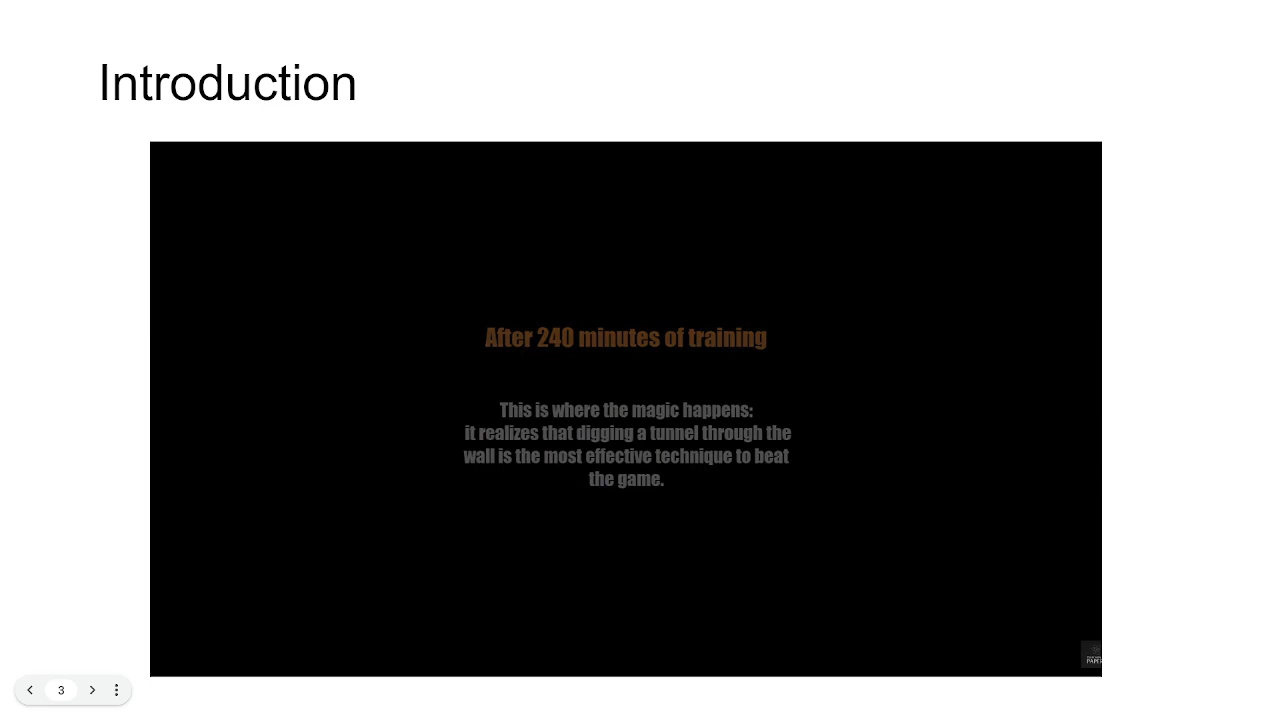 Introduction
After 240 minutes of training
This is where the magic happens:
it realizes that digging a tunnel through the
wall is the most effective technique to beat
the game.
3